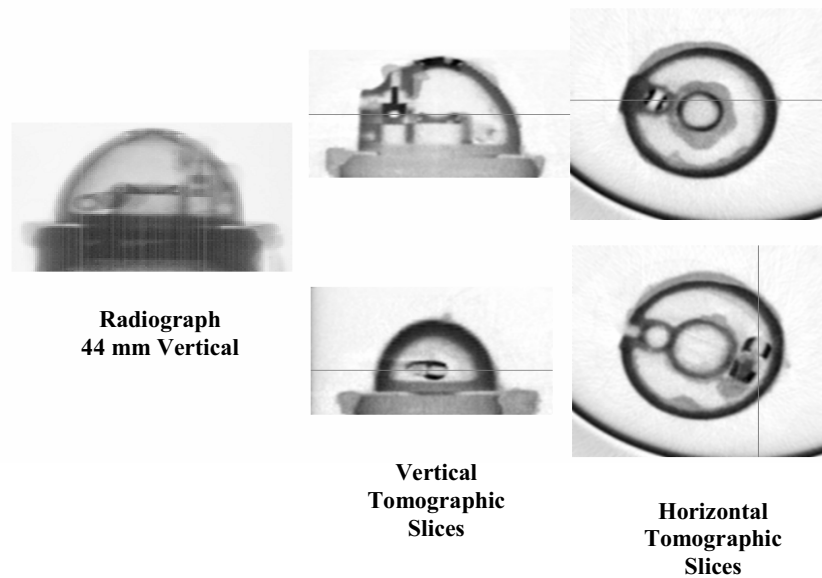 Radiograph
44 mm Vertical
Vertical
Tomographic
Slices
Horizontal
Tomographic
Slices